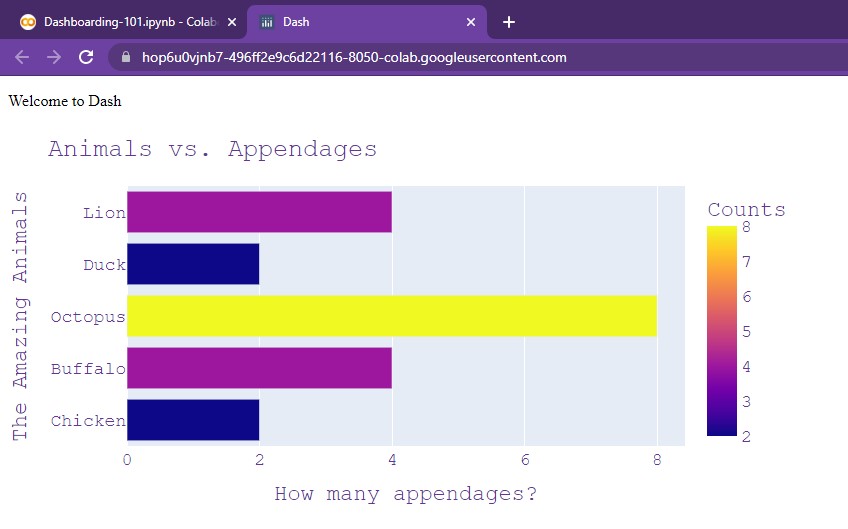 Dashboarding-101.ipynb - Colab
Dash
hop6u0vjnb7-496ff2e9c6d22116-8050-colab.googleusercontent.com
Welcome to Dash
Animals vs. Appendages
The Amazing Animals
Lion
Duck
Octopus
Buffalo
Chicken
0 2 4 6 8
How many appendages?
Counts
8
7
6
5
4
3
2